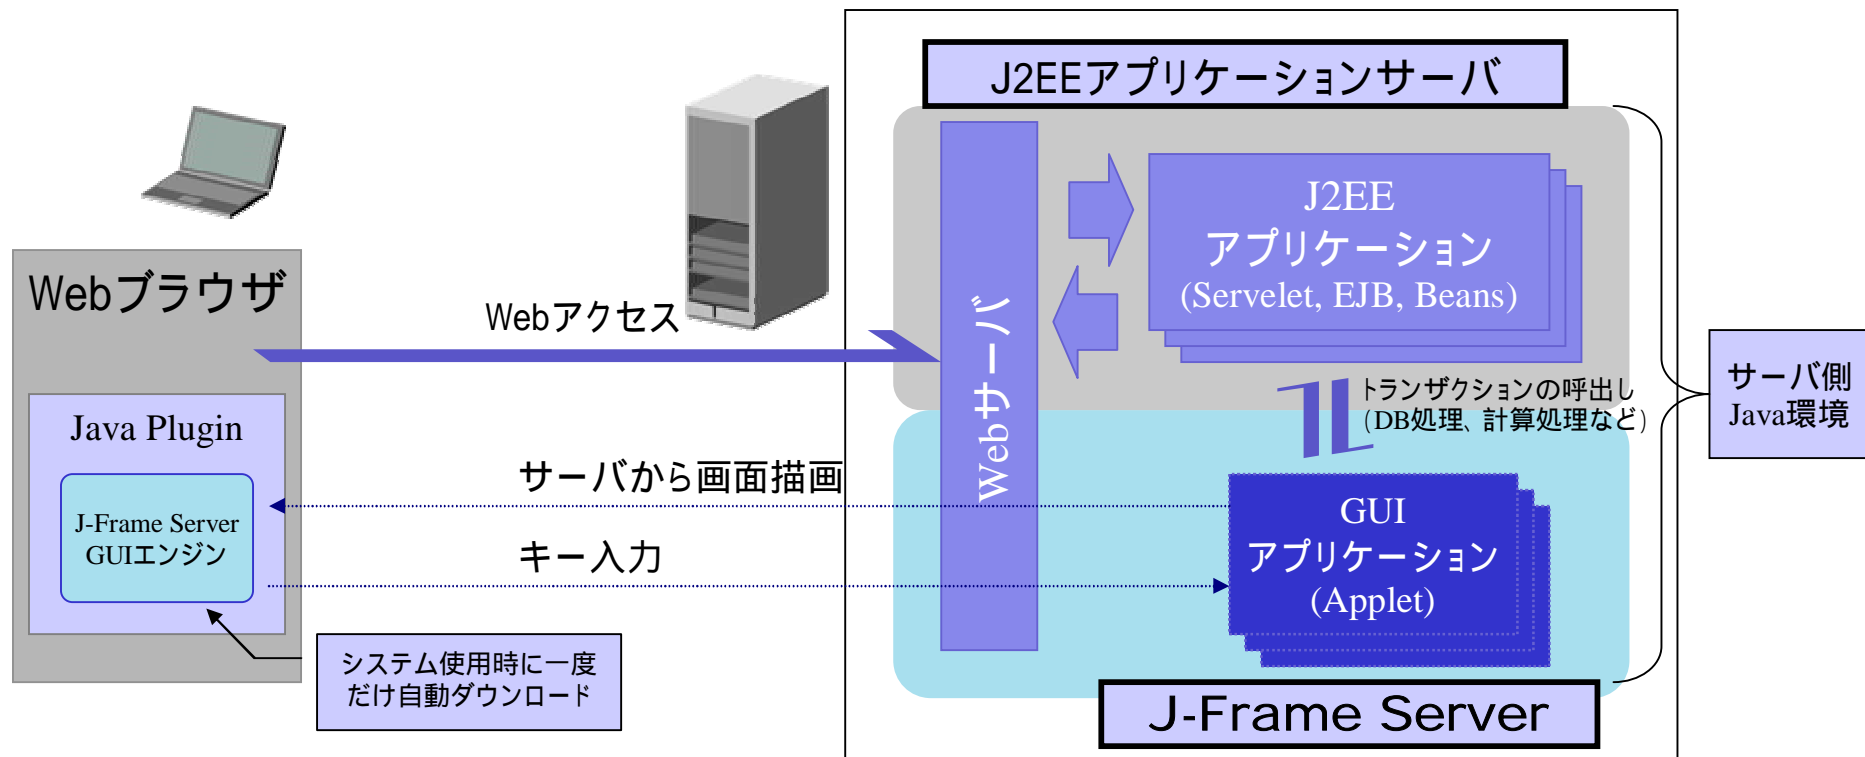 J2EEアプリケーションサーバ
Webブラウザ
Webアクセス
Webサーバ
J2EE
アプリケーション
(Servelet, EJB, Beans)
トランザクションの呼出し
(DB処理、計算処理など)
サーバ側
Java環境
Java Plugin
J-Frame Server
GUIエンジン
サーバから画面描画
キー入力
GUI
アプリケーション
(Applet)
システム使用時に一度
だけ自動ダウンロード
J-Frame Server